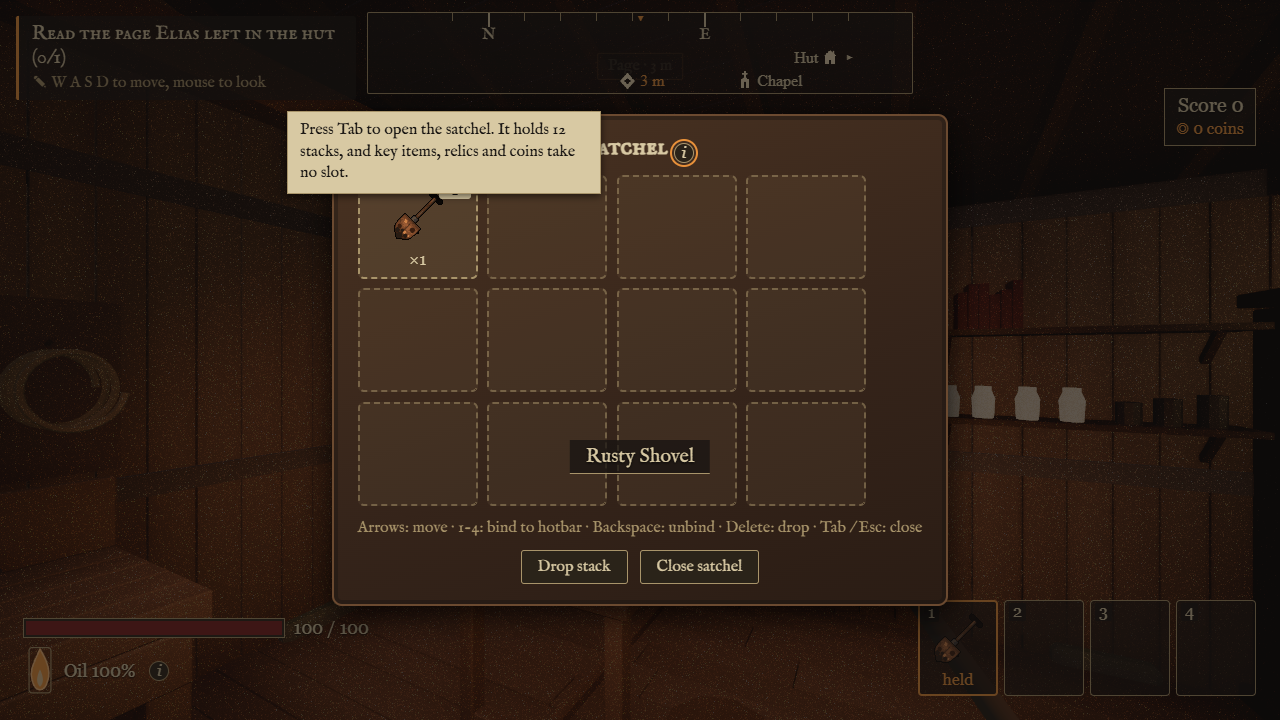 Read the page Elias left in the hut
(0/1)
W A S D to move, mouse to look
N
E
Page · 3 m
Hut
3 m
Chapel
Score 0
0 coins
Press Tab to open the satchel. It holds 12
stacks, and key items, relics and coins take
no slot.
i
×1
Rusty Shovel
Arrows: move · 1-4: bind to hotbar · Backspace: unbind · Delete: drop · Tab / Esc: close
Drop stack
Close satchel
100 / 100
Oil 100%
i
1
2
3
4
held